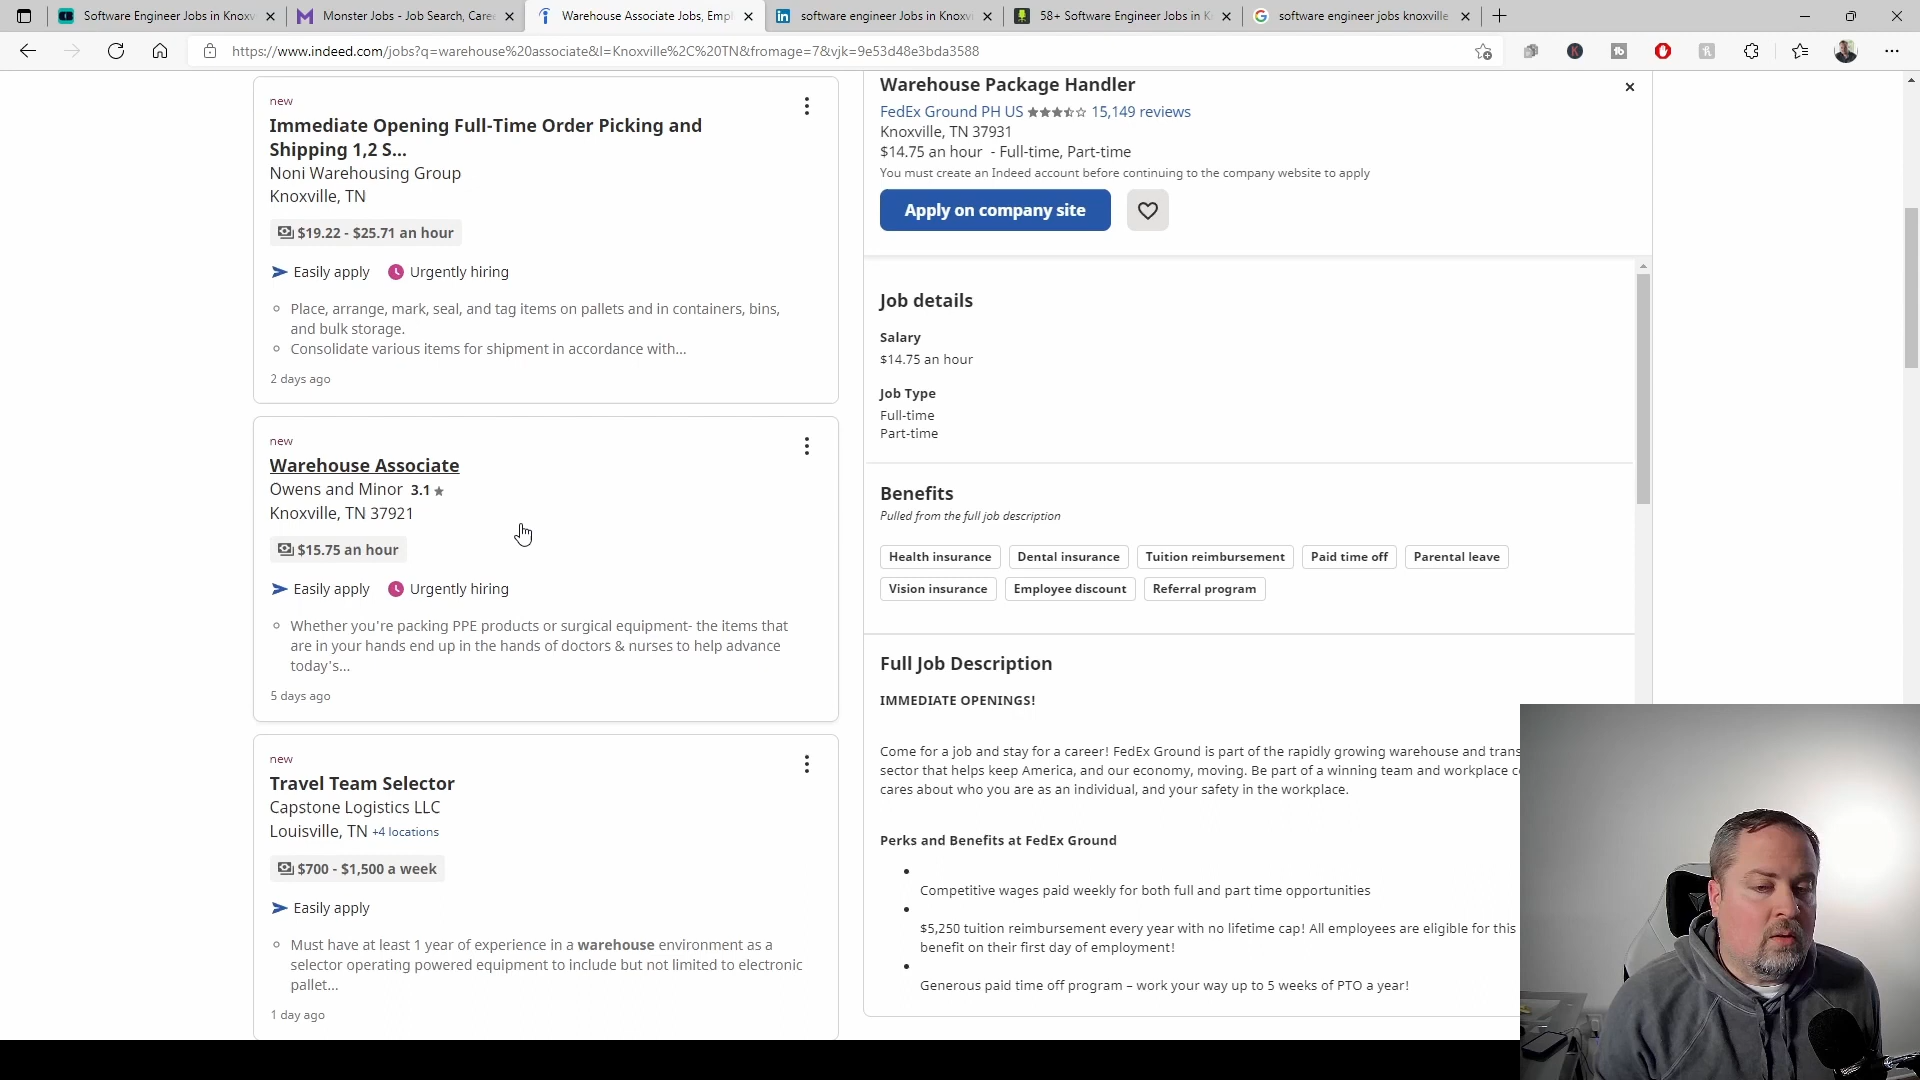 Software Engineer Jobs in Knoxv
Monster Jobs - Job Search, Care
Warehouse Associate Jobs, Empl
software engineer Jobs in Knoxv
58+ Software Engineer Jobs in K
software engineer jobs knoxville
https://www.indeed.com/jobs?q=warehouse%20associate&l=Knoxville%2C%20TN&fromage=7&vjk=9e53d48e3bda3588
new
Immediate Opening Full-Time Order Picking and
Shipping 1,2 S...
Noni Warehousing Group
Knoxville, TN
$19.22 - $25.71 an hour
Easily apply Urgently hiring
Place, arrange, mark, seal, and tag items on pallets and in containers, bins,
and bulk storage.
Consolidate various items for shipment in accordance with...
2 days ago
new
Warehouse Associate
Owens and Minor 3.1
Knoxville, TN 37921
$15.75 an hour
Easily apply Urgently hiring
Whether you're packing PPE products or surgical equipment- the items that
are in your hands end up in the hands of doctors & nurses to help advance
today's...
5 days ago
new
Travel Team Selector
Capstone Logistics LLC
Louisville, TN +4 locations
$700 - $1,500 a week
Easily apply
Must have at least 1 year of experience in a warehouse environment as a
selector operating powered equipment to include but not limited to electronic
pallet...
1 day ago
Warehouse Package Handler
FedEx Ground PH US 15,149 reviews
Knoxville, TN 37931
$14.75 an hour - Full-time, Part-time
You must create an Indeed account before continuing to the company website to apply
Apply on company site
Job details
Salary
$14.75 an hour
Job Type
Full-time
Part-time
Benefits
Pulled from the full job description
Health insurance Dental insurance Tuition reimbursement Paid time off Parental leave
Vision insurance Employee discount Referral program
Full Job Description
IMMEDIATE OPENINGS!
Come for a job and stay for a career! FedEx Ground is part of the rapidly growing warehouse and trans
sector that helps keep America, and our economy, moving. Be part of a winning team and workplace c
cares about who you are as an individual, and your safety in the workplace.
Perks and Benefits at FedEx Ground
Competitive wages paid weekly for both full and part time opportunities
$5,250 tuition reimbursement every year with no lifetime cap! All employees are eligible for this
benefit on their first day of employment!
Generous paid time off program – work your way up to 5 weeks of PTO a year!